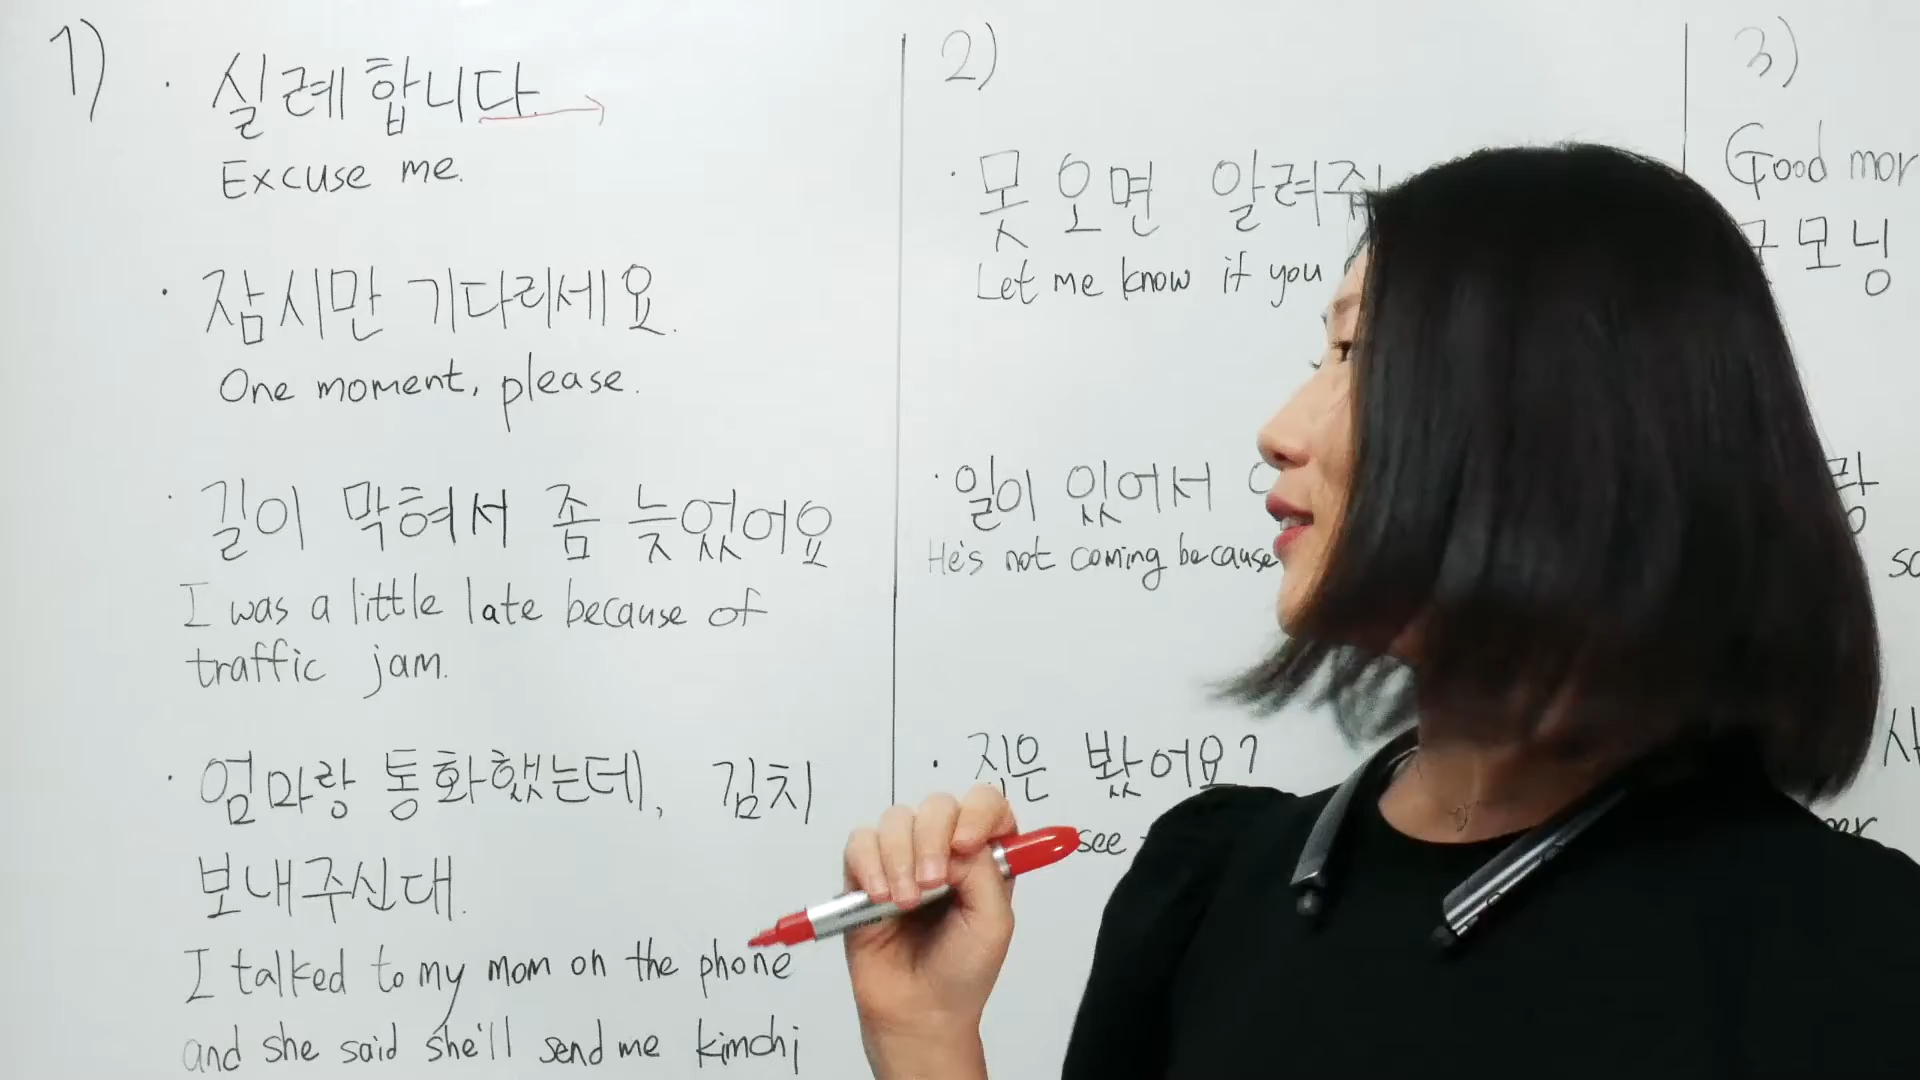 1)
· 실례합니다.
Excuse me.
· 잠시만 기다리세요.
One moment, please.
· 길이 막혀서 좀 늦었어요
I was a little late because of
traffic jam.
· 엄마랑 통화했는데, 김치
보내주신대.
I talked to my mom on the phone
and she said she'll send me kimchi
2)
· 못 오면
Let me know if you
· 일이 있어서
He's not coming because
· 집은 봤어요?
see
3)
Good
모닝